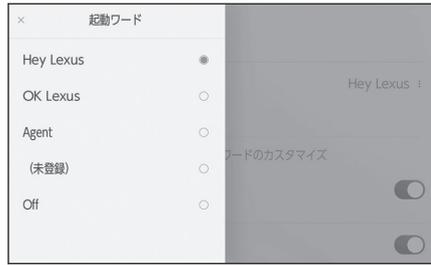 × 起動ワード
Hey Lexus
OK Lexus
Agent
（未登録）
Off
Hey Lexus
ワードのカスタマイズ